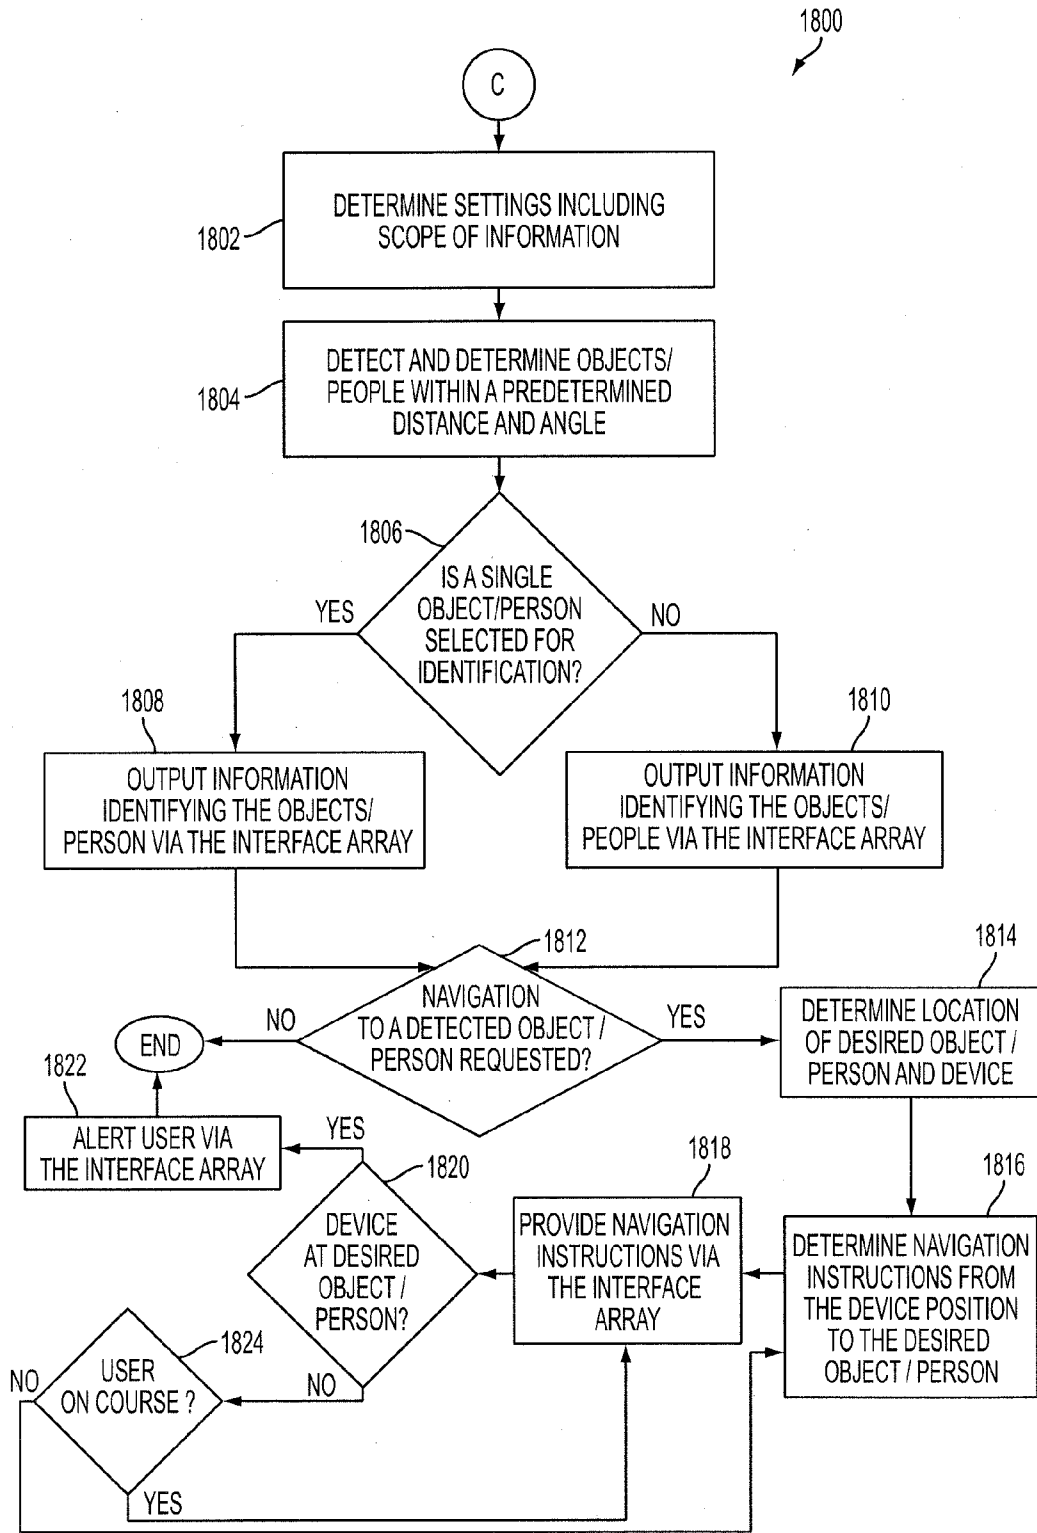 1800
C
DETERMINE SETTINGS INCLUDING
SCOPE OF INFORMATION
1802
DETECT AND DETERMINE OBJECTS/
PEOPLE WITHIN A PREDETERMINED
DISTANCE AND ANGLE
1804
1806
IS A SINGLE
OBJECT/PERSON
SELECTED FOR
IDENTIFICATION?
YES
NO
1808
OUTPUT INFORMATION
IDENTIFYING THE OBJECTS/
PERSON VIA THE INTERFACE ARRAY
1810
OUTPUT INFORMATION
IDENTIFYING THE OBJECTS/
PEOPLE VIA THE INTERFACE ARRAY
1812
NAVIGATION
TO A DETECTED OBJECT /
PERSON REQUESTED?
NO
YES
END
1814
DETERMINE LOCATION
OF DESIRED OBJECT /
PERSON AND DEVICE
1822
ALERT USER VIA
THE INTERFACE ARRAY
YES
1820
DEVICE
AT DESIRED
OBJECT /
PERSON?
NO
1818
PROVIDE NAVIGATION
INSTRUCTIONS VIA
THE INTERFACE
ARRAY
1816
DETERMINE NAVIGATION
INSTRUCTIONS FROM
THE DEVICE POSITION
TO THE DESIRED
OBJECT / PERSON
1824
USER
ON COURSE ?
NO
YES